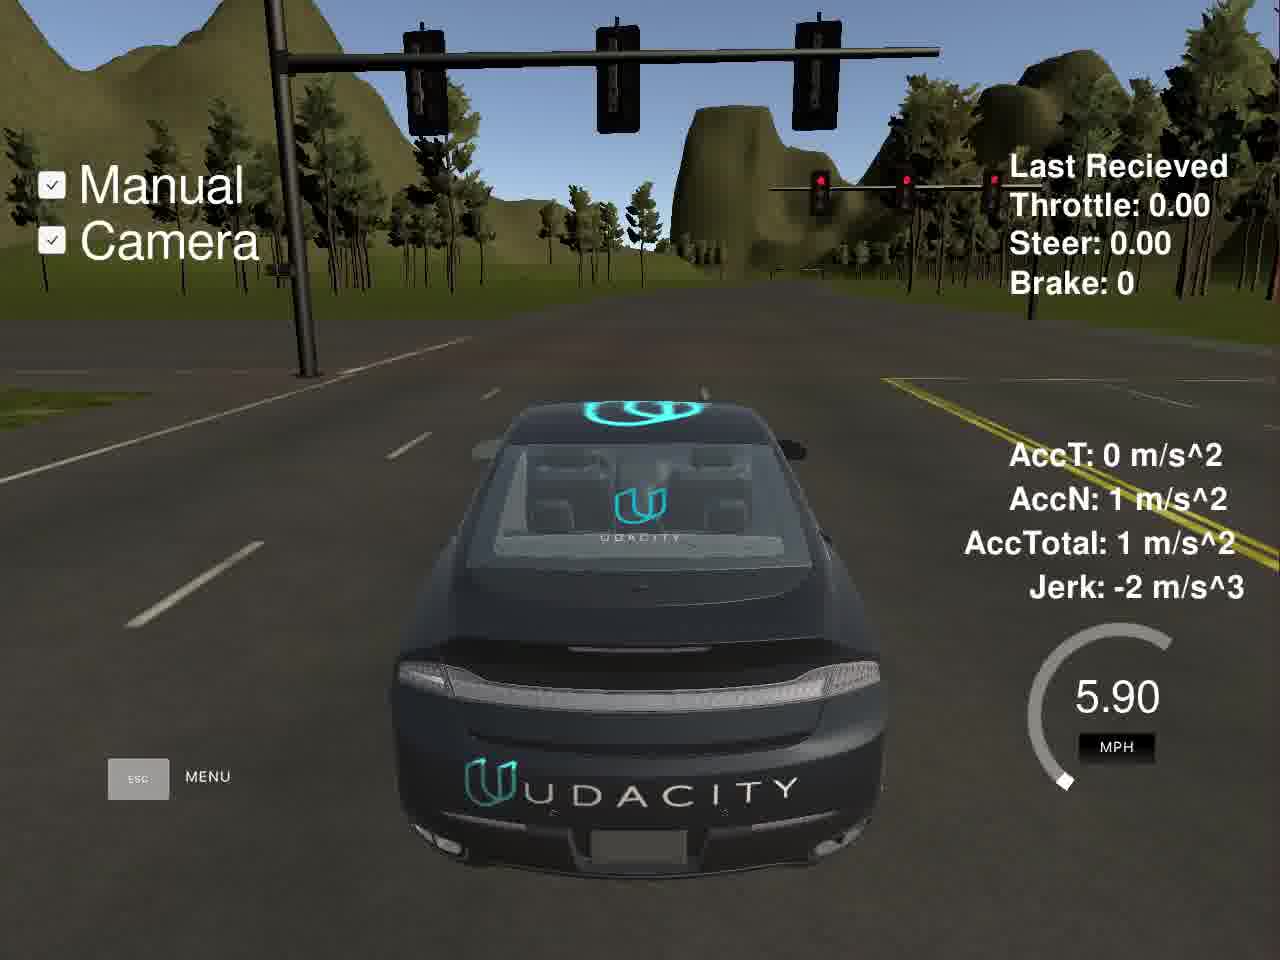 Manual
Camera
Last Recieved
Throttle: 0.00
Steer: 0.00
Brake: 0
UDACITY
AccT: 0 m/s^2
AccN: 1 m/s^2
AccTotal: 1 m/s^2
Jerk: -2 m/s^3
5.90
MPH
ESC MENU
UDACITY